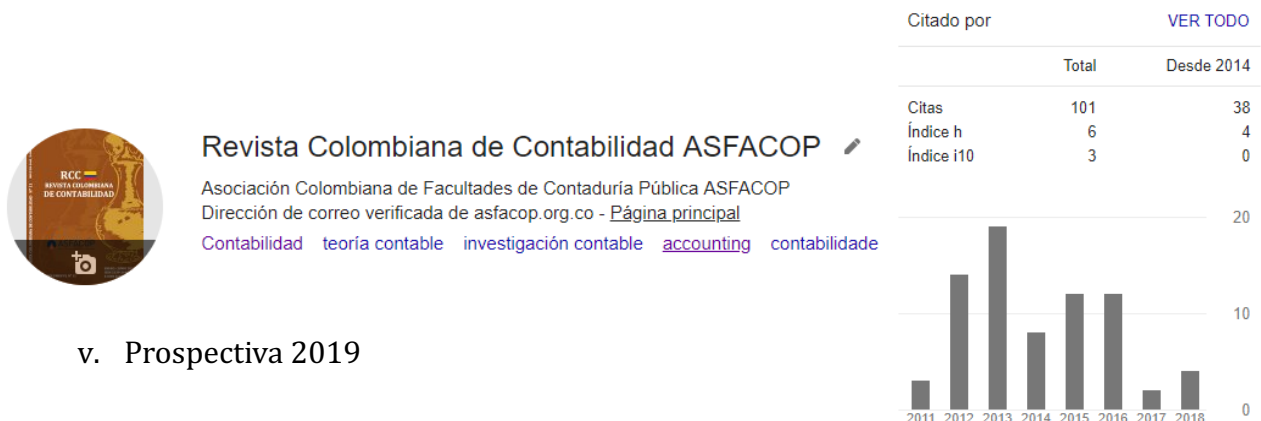 Citado por VER TODO
Total Desde 2014
Citas 101 38
Índice h 6 4
Índice i10 3 0
RCC
REVISTA COLOMBIANA
DE CONTABILIDAD
Revista Colombiana de Contabilidad ASFACOP
Asociación Colombiana de Facultades de Contaduría Pública ASFACOP
Dirección de correo verificada de asfacop.org.co - Página principal
Contabilidad teoría contable investigación contable accounting contabilidade
20
10
0
2011 2012 2013 2014 2015 2016 2017 2018
v. Prospectiva 2019